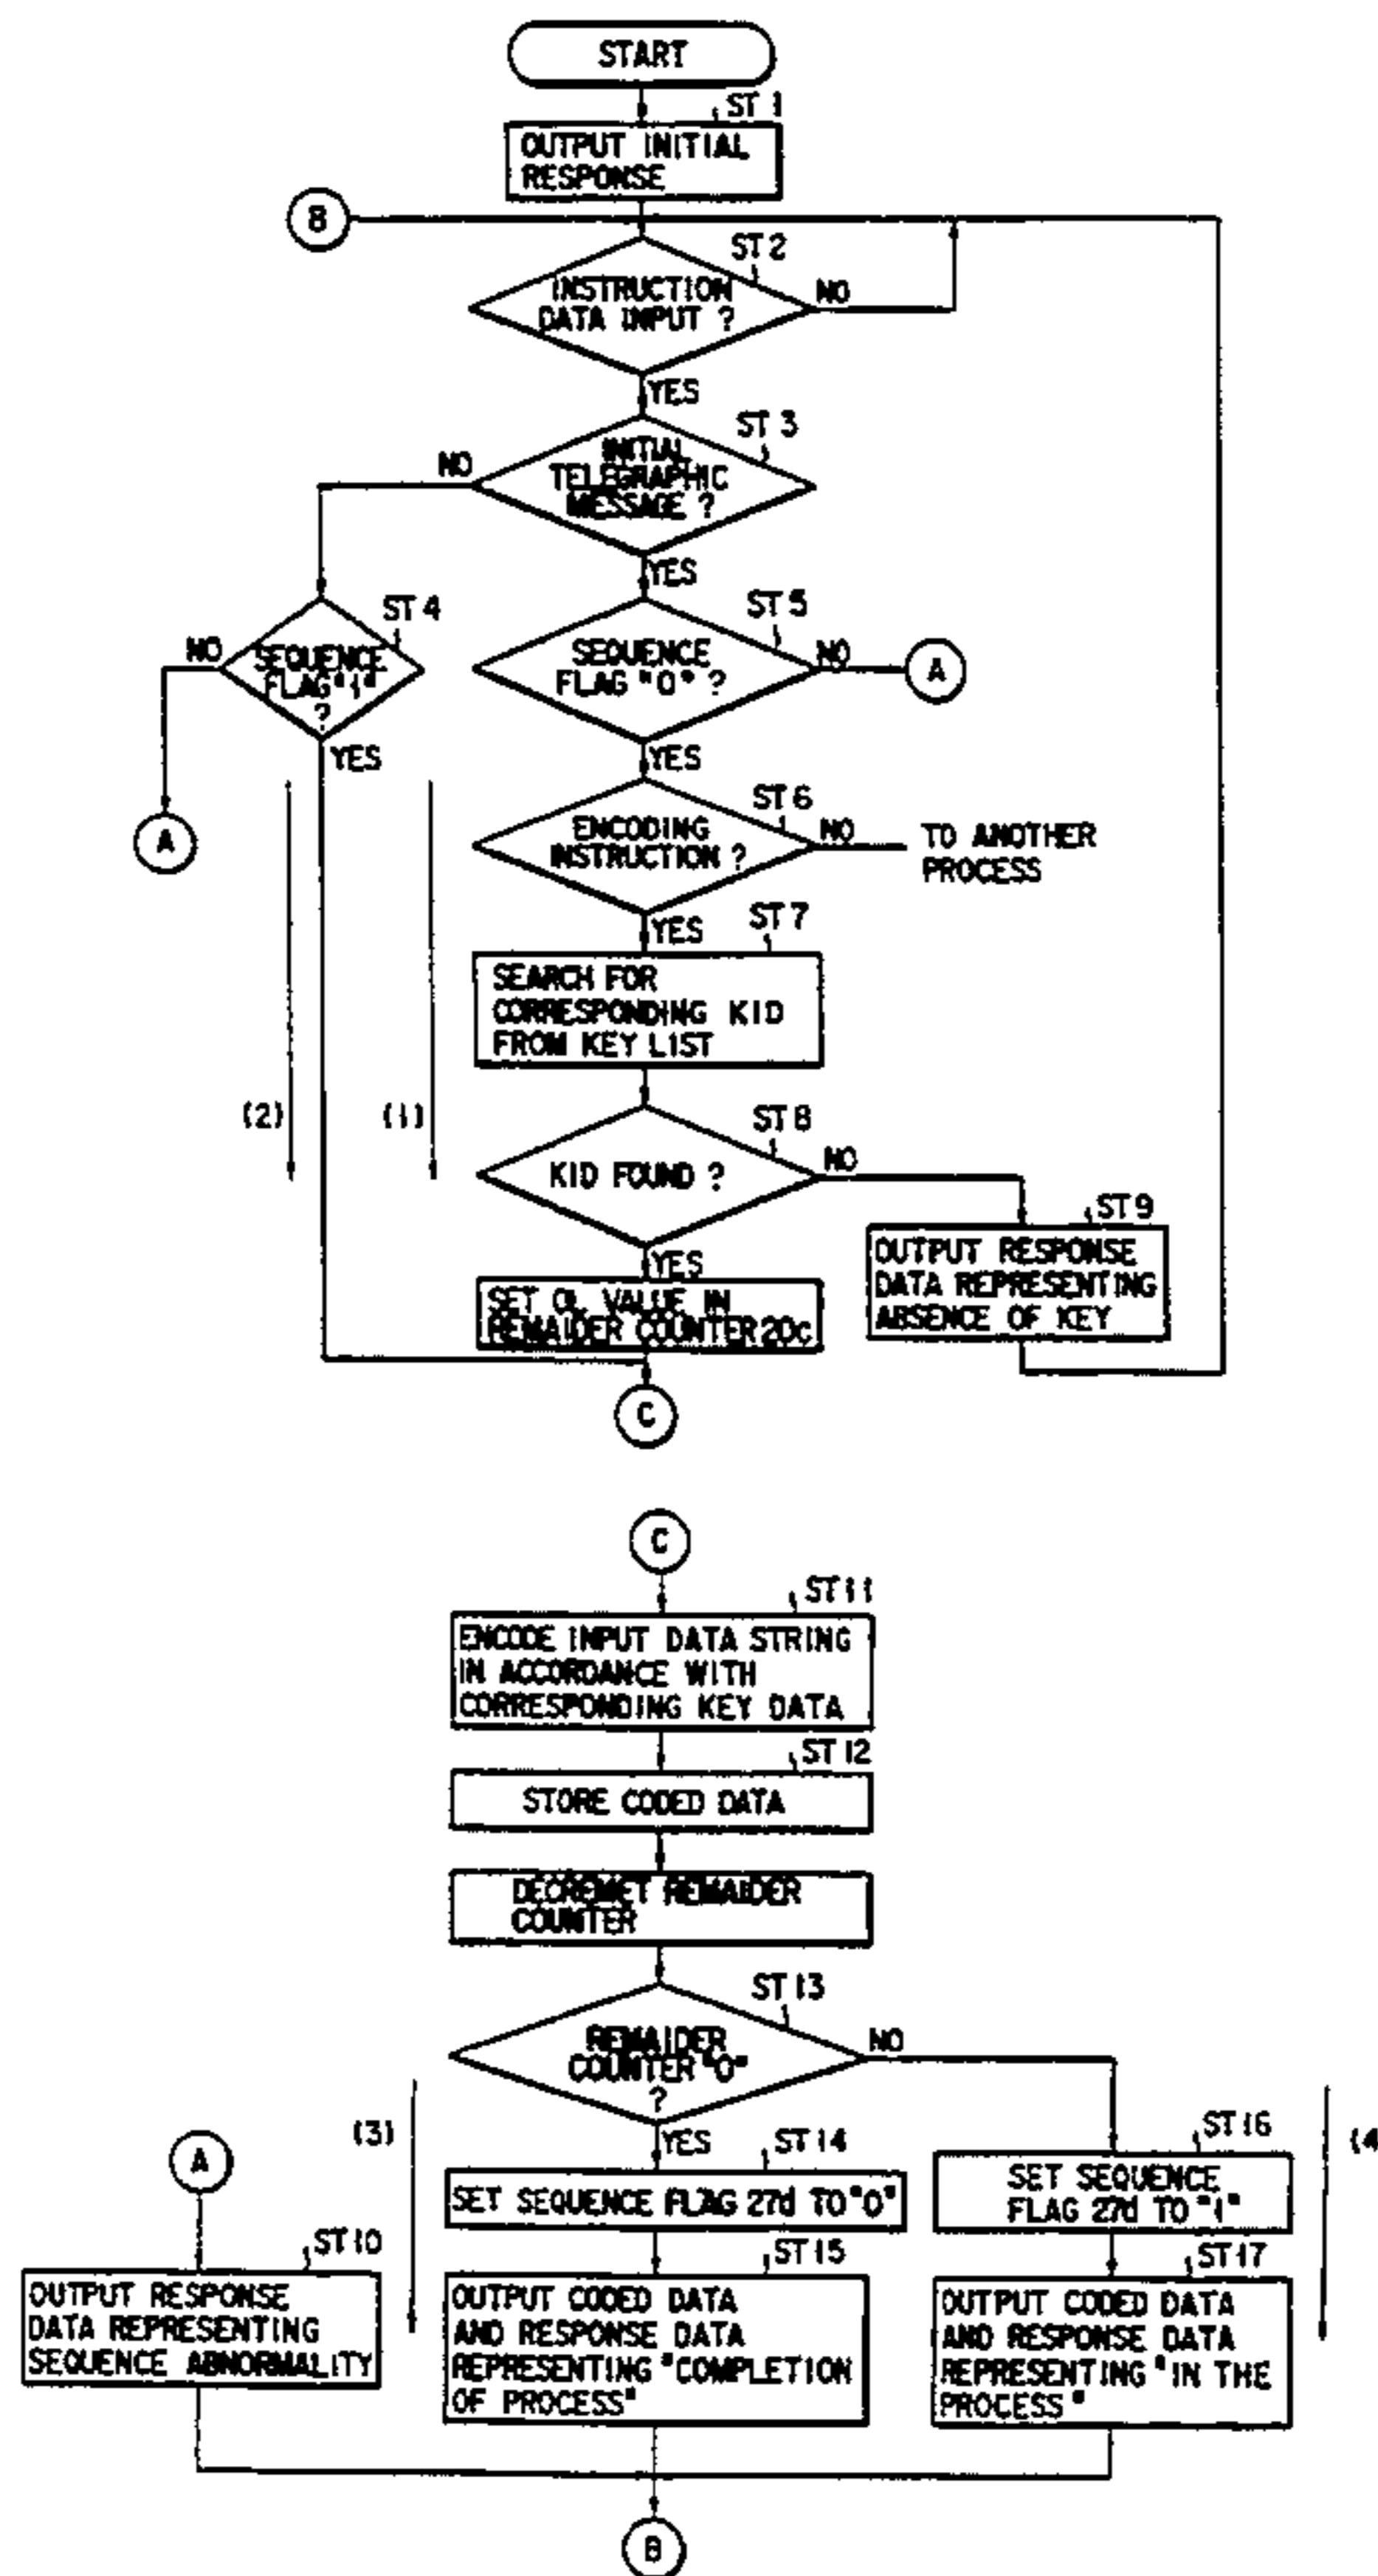 START
ST 1
OUTPUT INITIAL
RESPONSE
B
ST 2
INSTRUCTION
DATA INPUT ?
NO
YES
ST 3
INITIAL
TELEGRAPHIC
MESSAGE ?
NO
YES
ST 4
SEQUENCE
FLAG "1"
?
NO
YES
A
ST 5
SEQUENCE
FLAG "0" ?
NO
A
YES
ST 6
ENCODING
INSTRUCTION ?
NO
TO ANOTHER
PROCESS
YES
ST 7
SEARCH FOR
CORRESPONDING KID
FROM KEY LIST
(2)
(1)
ST 8
KID FOUND ?
NO
YES
ST 9
OUTPUT RESPONSE
DATA REPRESENTING
ABSENCE OF KEY
SET OL VALUE IN
REMAIDER COUNTER 20c
C
C
ST 11
ENCODE INPUT DATA STRING
IN ACCORDANCE WITH
CORRESPONDING KEY DATA
ST 12
STORE CODED DATA
DECREMET REMAIDER
COUNTER
ST 13
REMAIDER
COUNTER "0"
?
NO
YES
(3)
(4
A
ST 10
OUTPUT RESPONSE
DATA REPRESENTING
SEQUENCE ABNORMALITY
ST 14
SET SEQUENCE FLAG 27d TO "0"
ST 15
OUTPUT CODED DATA
AND RESPONSE DATA
REPRESENTING "COMPLETION
OF PROCESS"
ST 16
SET SEQUENCE
FLAG 27d TO "1"
ST 17
OUTPUT CODED DATA
AND RESPONSE DATA
REPRESENTING "IN THE
PROCESS"
B